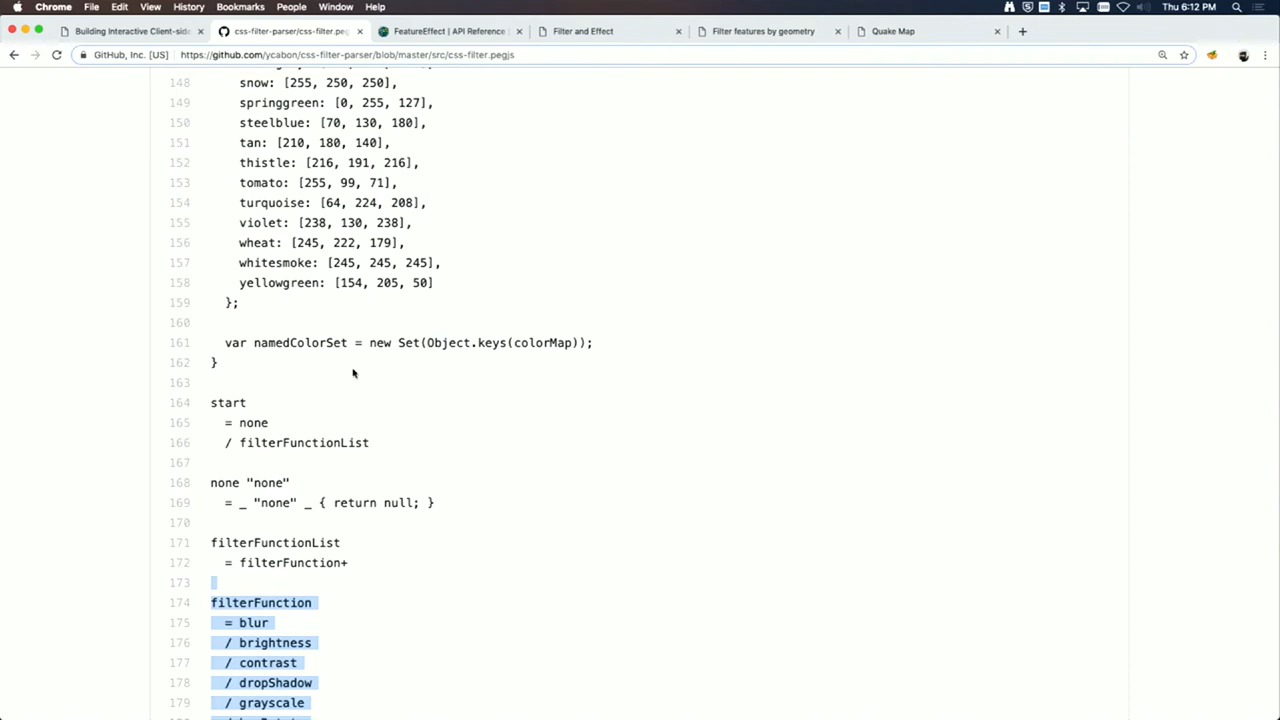 Chrome File Edit View History Bookmarks People Window Help Thu 6:12 PM
Building Interactive Client-side css-filter-parser/css-filter.peg FeatureEffect | API Reference Filter and Effect Filter features by geometry Quake Map
GitHub, Inc. [US] https://github.com/ycabon/css-filter-parser/blob/master/src/css-filter.pegjs
148 snow: [255, 250, 250],
149 springgreen: [0, 255, 127],
150 steelblue: [70, 130, 180],
151 tan: [210, 180, 140],
152 thistle: [216, 191, 216],
153 tomato: [255, 99, 71],
154 turquoise: [64, 224, 208],
155 violet: [238, 130, 238],
156 wheat: [245, 222, 179],
157 whitesmoke: [245, 245, 245],
158 yellowgreen: [154, 205, 50]
159 };
160
161 var namedColorSet = new Set(Object.keys(colorMap));
162 }
163
164 start
165 = none
166 / filterFunctionList
167
168 none "none"
169 = _ "none" _ { return null; }
170
171 filterFunctionList
172 = filterFunction+
173
174 filterFunction
175 = blur
176 / brightness
177 / contrast
178 / dropShadow
179 / grayscale